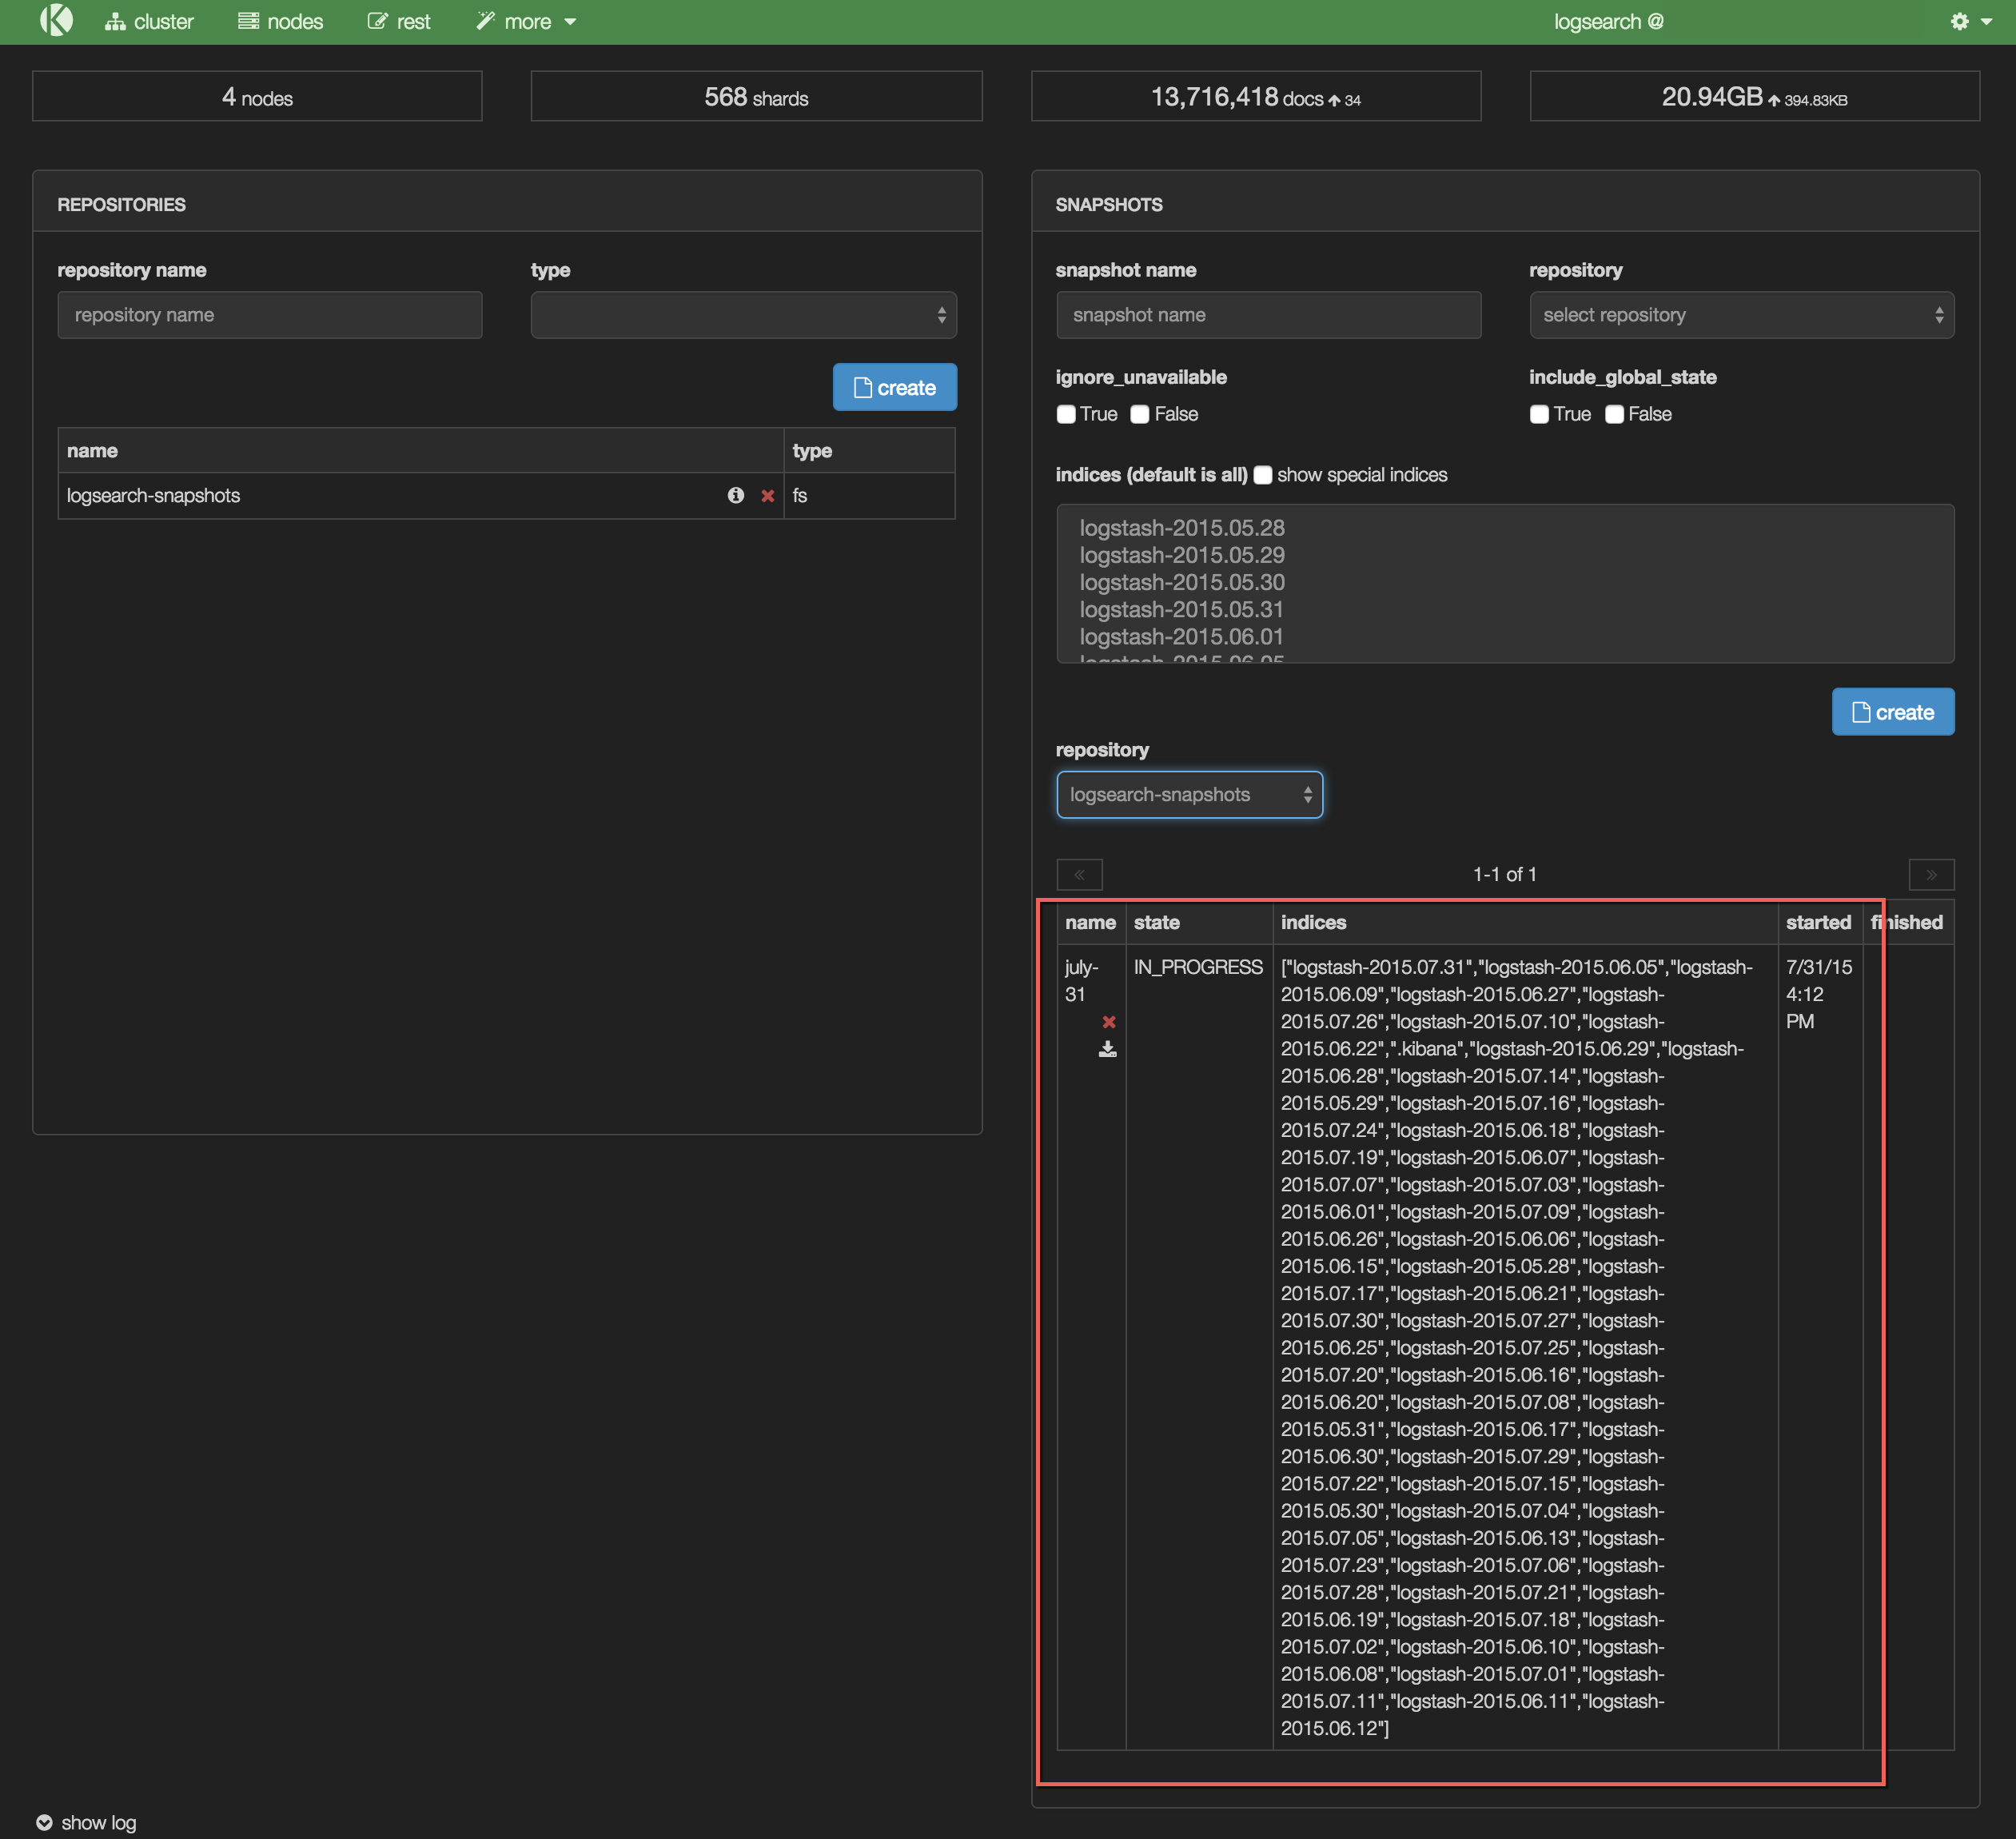 cluster nodes rest more logsearch @
4 nodes
568 shards
13,716,418 docs 34
20.94GB 394.83KB
REPOSITORIES
repository name type
repository name
create
name type
logsearch-snapshots fs
SNAPSHOTS
snapshot name repository
snapshot name select repository
ignore_unavailable include_global_state
True False True False
indices (default is all) show special indices
logstash-2015.05.28
logstash-2015.05.29
logstash-2015.05.30
logstash-2015.05.31
logstash-2015.06.01
logstash-2015.06.05
create
repository
logsearch-snapshots
« 1-1 of 1 »
name state indices started finished
july- IN_PROGRESS ["logstash-2015.07.31","logstash-2015.06.05","logstash- 7/31/15
31 2015.06.09","logstash-2015.06.27","logstash- 4:12
2015.07.26","logstash-2015.07.10","logstash- PM
2015.06.22",".kibana","logstash-2015.06.29","logstash-
2015.06.28","logstash-2015.07.14","logstash-
2015.05.29","logstash-2015.07.16","logstash-
2015.07.24","logstash-2015.06.18","logstash-
2015.07.19","logstash-2015.06.07","logstash-
2015.07.07","logstash-2015.07.03","logstash-
2015.06.01","logstash-2015.07.09","logstash-
2015.06.26","logstash-2015.06.06","logstash-
2015.06.15","logstash-2015.05.28","logstash-
2015.07.17","logstash-2015.06.21","logstash-
2015.07.30","logstash-2015.07.27","logstash-
2015.06.25","logstash-2015.07.25","logstash-
2015.07.20","logstash-2015.06.16","logstash-
2015.06.20","logstash-2015.07.08","logstash-
2015.05.31","logstash-2015.06.17","logstash-
2015.06.30","logstash-2015.07.29","logstash-
2015.07.22","logstash-2015.07.15","logstash-
2015.05.30","logstash-2015.07.04","logstash-
2015.07.05","logstash-2015.06.13","logstash-
2015.07.23","logstash-2015.07.06","logstash-
2015.07.28","logstash-2015.07.21","logstash-
2015.06.19","logstash-2015.07.18","logstash-
2015.07.02","logstash-2015.06.10","logstash-
2015.06.08","logstash-2015.07.01","logstash-
2015.07.11","logstash-2015.06.11","logstash-
2015.06.12"]
show log